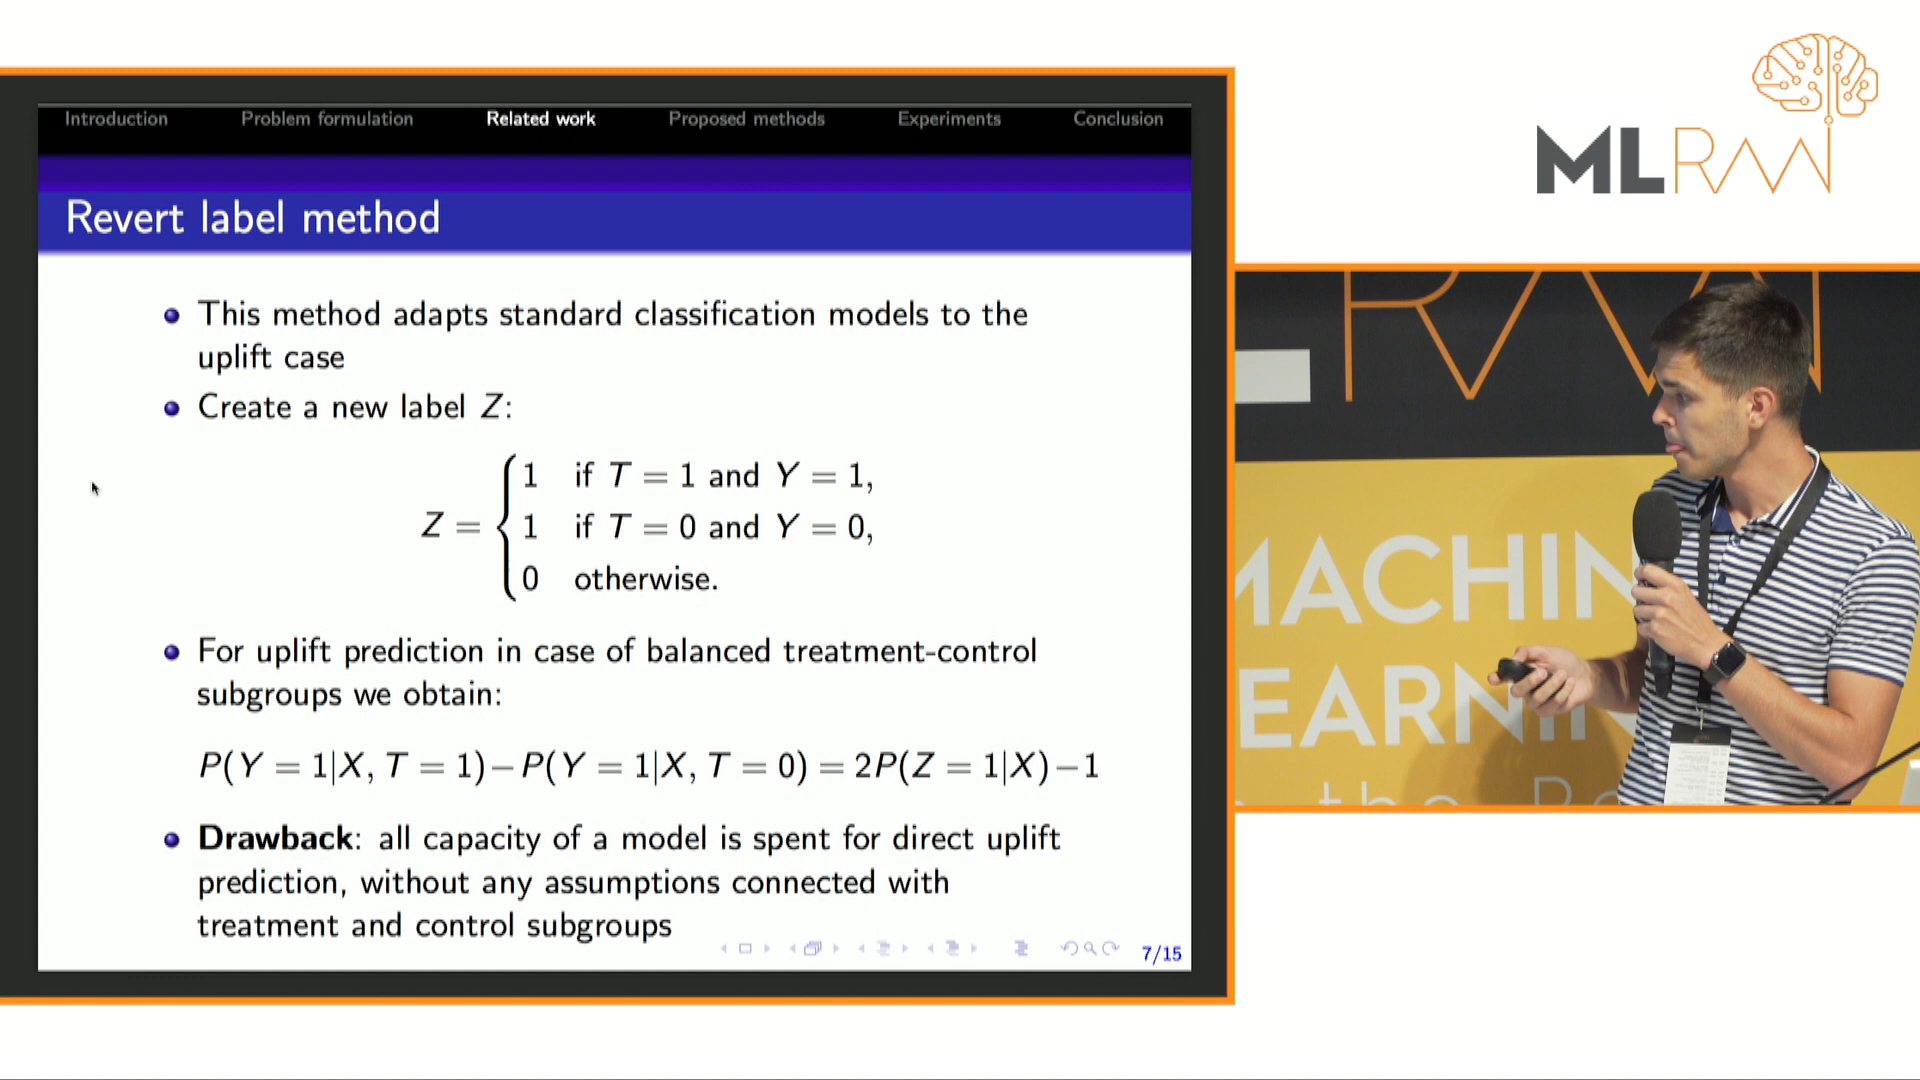 Introduction Problem formulation Related work Proposed methods Experiments Conclusion
Revert label method
This method adapts standard classification models to the
uplift case
Create a new label Z:
Z = { 1 if T = 1 and Y = 1,
1 if T = 0 and Y = 0,
0 otherwise.
For uplift prediction in case of balanced treatment-control
subgroups we obtain:
P(Y = 1|X, T = 1) − P(Y = 1|X, T = 0) = 2P(Z = 1|X) − 1
Drawback: all capacity of a model is spent for direct uplift
prediction, without any assumptions connected with
treatment and control subgroups
7/15
MLRW
MACHIN
EARNIN
the Re